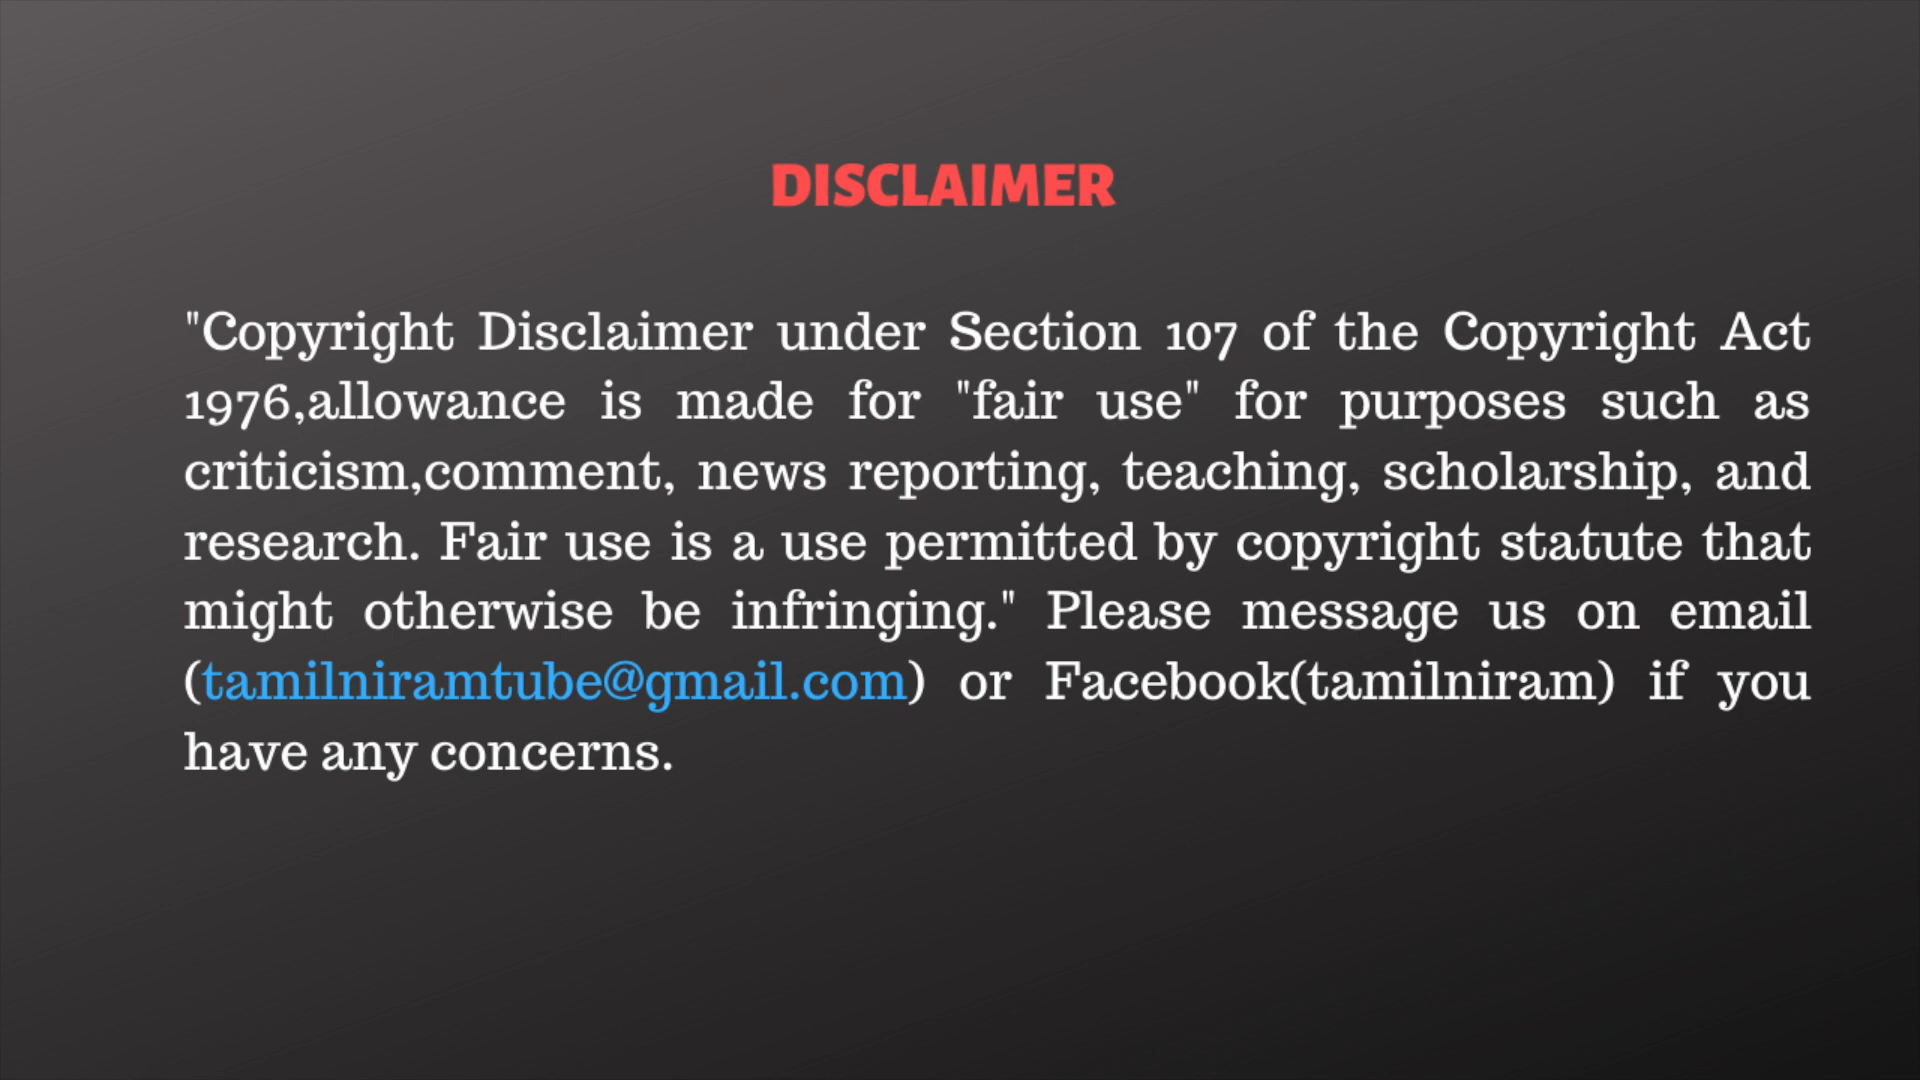 DISCLAIMER
"Copyright Disclaimer under Section 107 of the Copyright Act
1976,allowance is made for "fair use" for purposes such as
criticism,comment, news reporting, teaching, scholarship, and
research. Fair use is a use permitted by copyright statute that
might otherwise be infringing." Please message us on email
(tamilniramtube@gmail.com) or Facebook(tamilniram) if you
have any concerns.